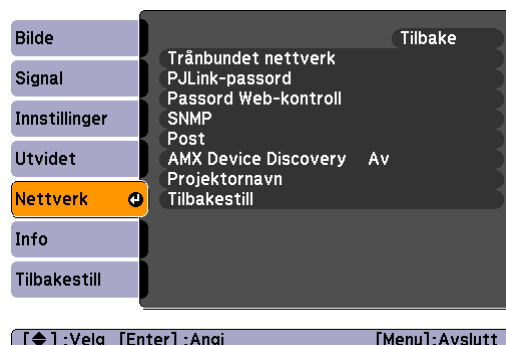 Bilde
Signal
Innstillinger
Utvidet
Nettverk
Info
Tilbakestill
Tilbake
Trånbundet nettverk
PJLink-passord
Passord Web-kontroll
SNMP
Post
AMX Device Discovery Av
Projektornavn
Tilbakestill
[ ] :Velg [Enter] :Angi [Menu]:Avslutt